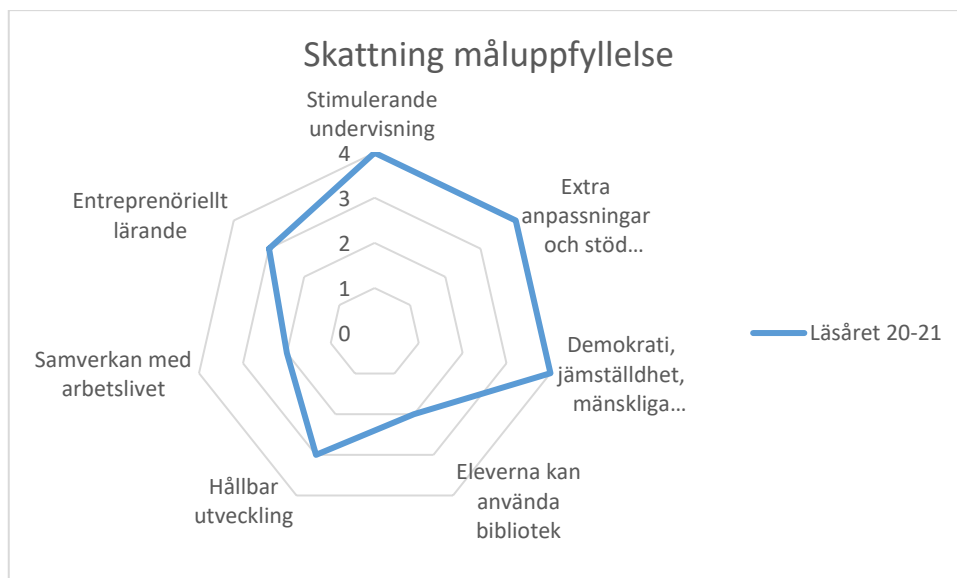 Skattning måluppfyllelse
Stimulerande
undervisning
Extra
anpassningar
och stöd...
Demokrati,
jämställdhet,
mänskliga...
Eleverna kan
använda
bibliotek
Hållbar
utveckling
Samverkan med
arbetslivet
Entreprenöriellt
lärande
4
3
2
1
0
Läsåret 20-21